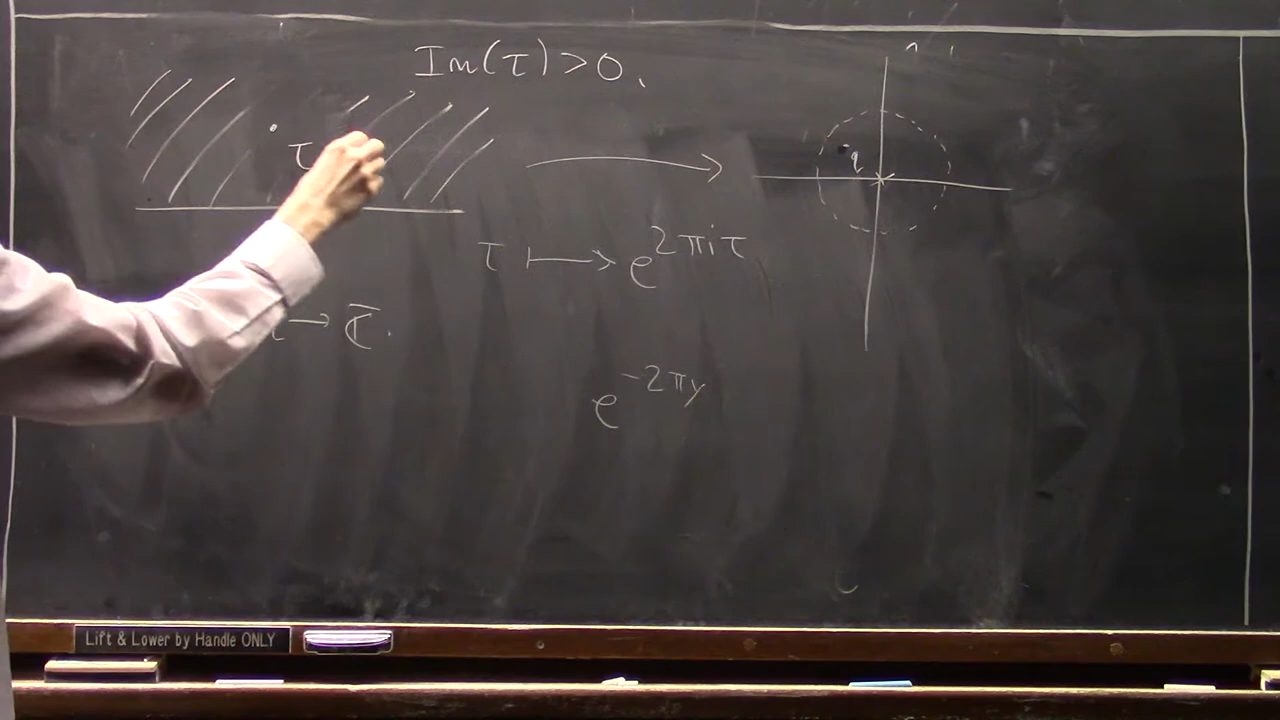 Im(τ) > 0,
τ
q
τ ↦ e^{2πiτ}
→ ℂ.
e^{-2πy}
Lift & Lower by Handle ONLY